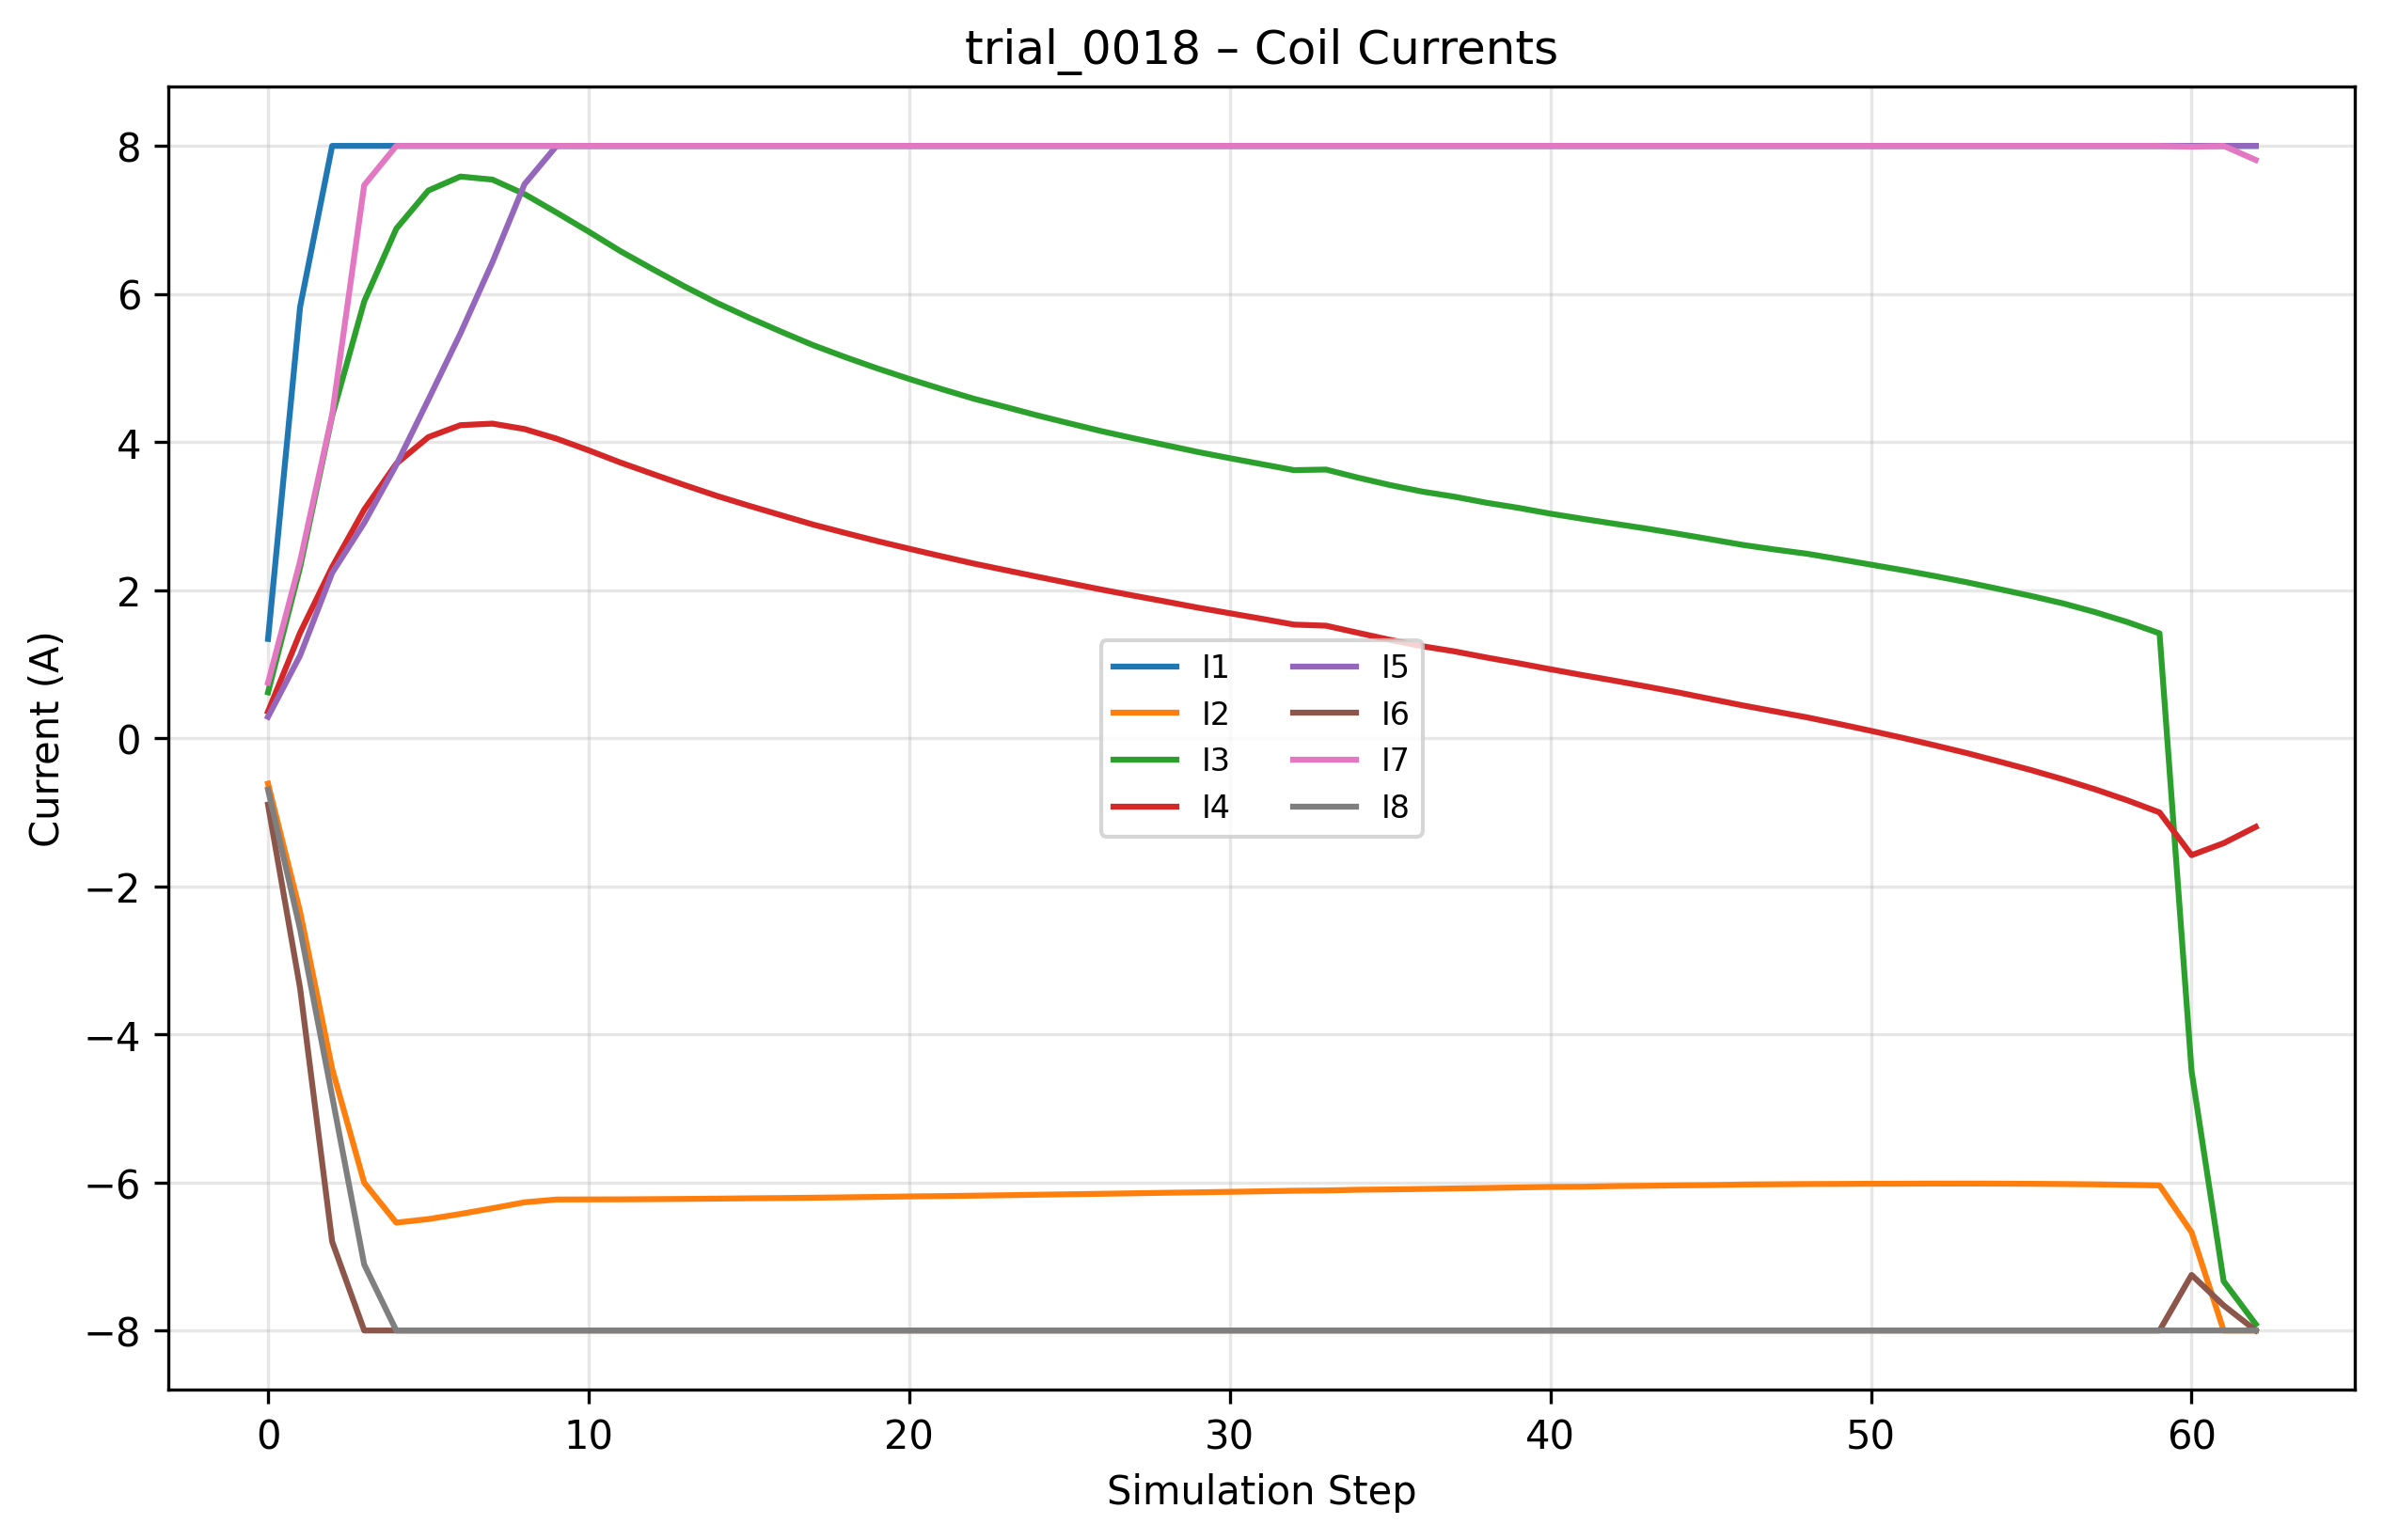 trial_0018 – Coil Currents
Current (A)
8
6
4
2
0
−2
−4
−6
−8
I1
I2
I3
I4
I5
I6
I7
I8
0 10 20 30 40 50 60
Simulation Step